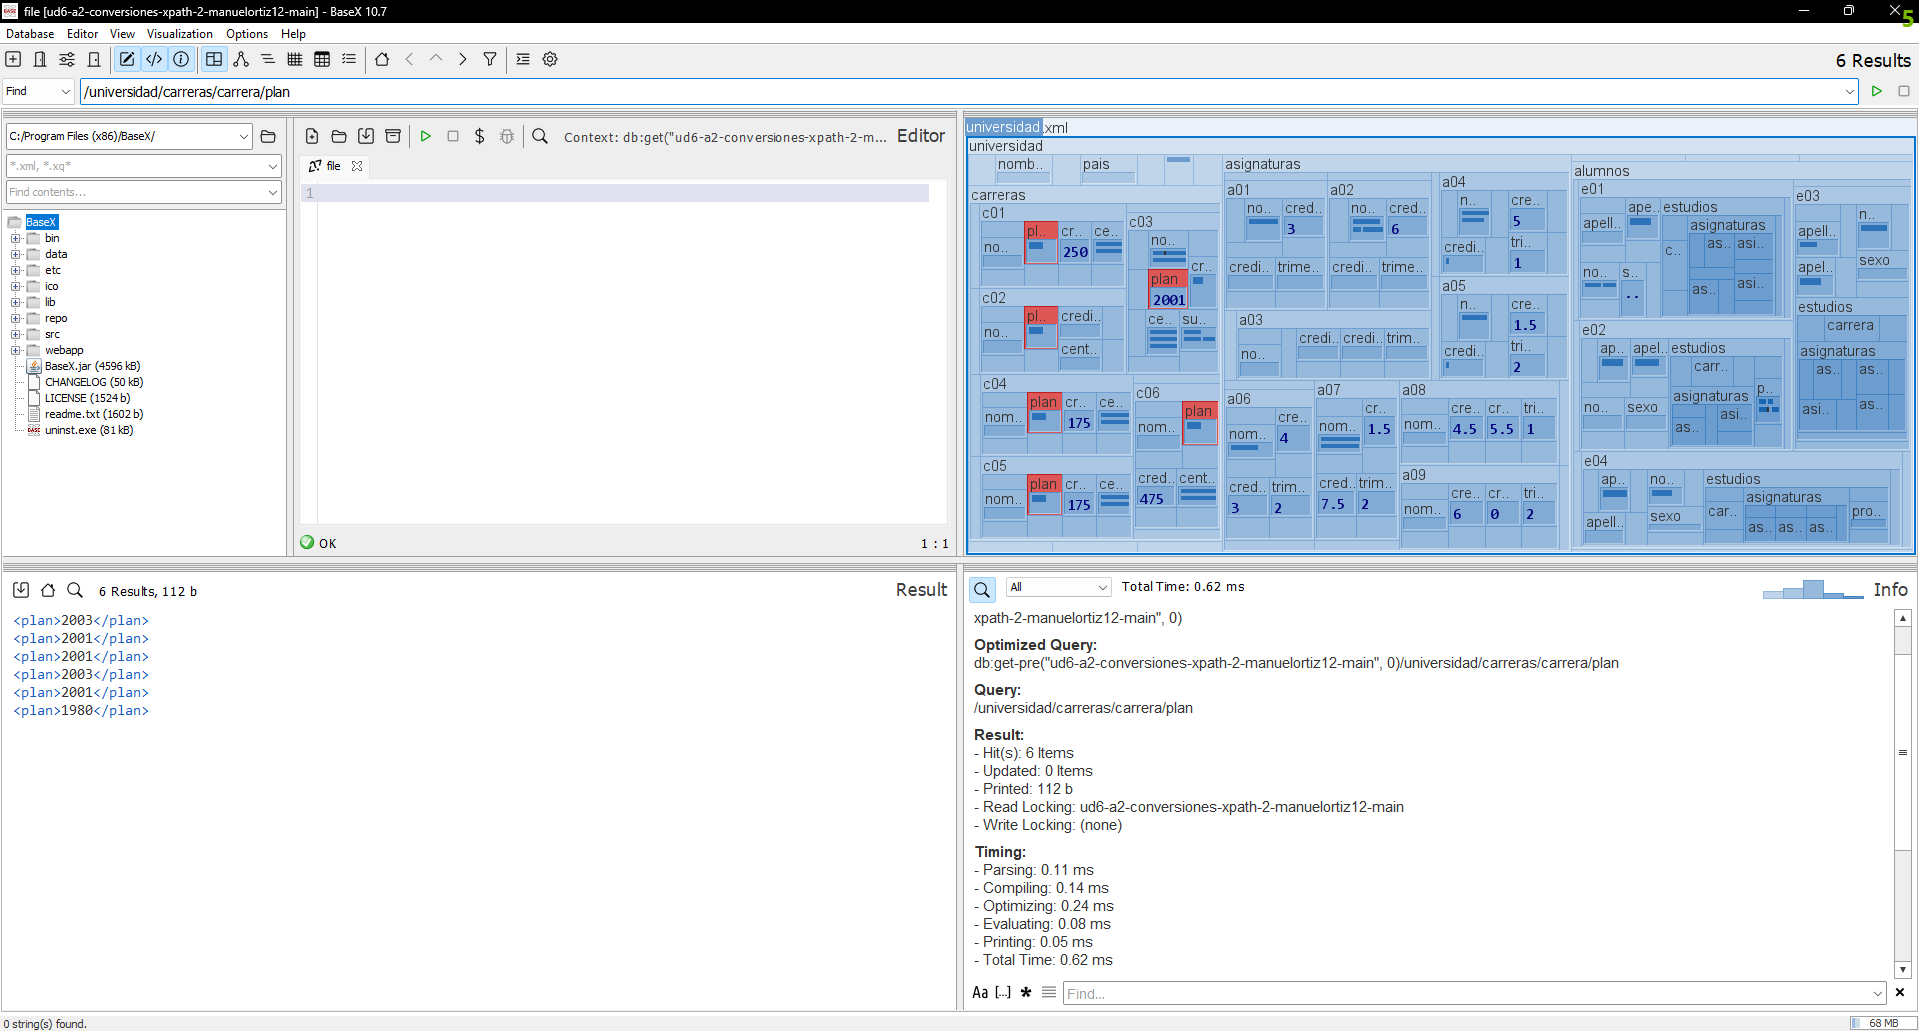 file [ud6-a2-conversiones-xpath-2-manuelortiz12-main] - BaseX 10.7
5
Database Editor View Visualization Options Help
6 Results
Find
/universidad/carreras/carrera/plan
C:/Program Files (x86)/BaseX/
*.xml, *.xq*
Find contents...
BaseX
bin
data
etc
ico
lib
repo
src
webapp
BaseX.jar (4596 kB)
CHANGELOG (50 kB)
LICENSE (1524 b)
readme.txt (1602 b)
uninst.exe (81 kB)
Context: db:get("ud6-a2-conversiones-xpath-2-m...
Editor
file
1
OK
1 : 1
universidad.xml
universidad
nomb.. pais
carreras
c01
no.. pl.. cr.. ce..
250
c02
no.. pl.. credi..
cent..
c03
no..
plan cr..
2001
ce.. su..
c04
nom.. plan cr.. ce..
175
c05
nom.. plan cr.. ce..
175
c06
nom.. plan
cred.. cent..
475
asignaturas
a01
no.. cred..
3
credi.. trime..
a02
no.. cred..
6
credi.. trime..
a03
no.. credi.. credi.. trim..
a04
n.. cre..
5
credi.. tri..
1
a05
n.. cre..
1.5
credi.. tri..
2
a06
nom.. cre..
4
cred.. trim..
3 2
a07
nom.. cr..
1.5
cred.. trim..
7.5 2
a08
nom.. cre.. cr.. tri..
4.5 5.5 1
a09
nom.. cre.. cr.. tri..
6 0 2
alumnos
e01
apell.. ape.. estudios
asignaturas
c.. as.. asi..
no.. s..
as.. asi..
e02
ap.. apel.. estudios
carr..
no.. sexo asignaturas p..
as.. asi..
e03
apell.. n..
apel.. sexo
estudios
carrera
asignaturas
as.. as..
asi.. as..
e04
ap.. no.. estudios
asignaturas
apell.. sexo car.. as.. as.. as.. pro..
6 Results, 112 b
Result
<plan>2003</plan>
<plan>2001</plan>
<plan>2001</plan>
<plan>2003</plan>
<plan>2001</plan>
<plan>1980</plan>
All
Total Time: 0.62 ms
Info
xpath-2-manuelortiz12-main", 0)
Optimized Query:
db:get-pre("ud6-a2-conversiones-xpath-2-manuelortiz12-main", 0)/universidad/carreras/carrera/plan
Query:
/universidad/carreras/carrera/plan
Result:
- Hit(s): 6 Items
- Updated: 0 Items
- Printed: 112 b
- Read Locking: ud6-a2-conversiones-xpath-2-manuelortiz12-main
- Write Locking: (none)
Timing:
- Parsing: 0.11 ms
- Compiling: 0.14 ms
- Optimizing: 0.24 ms
- Evaluating: 0.08 ms
- Printing: 0.05 ms
- Total Time: 0.62 ms
Aa [...] * Find...
0 string(s) found.
68 MB